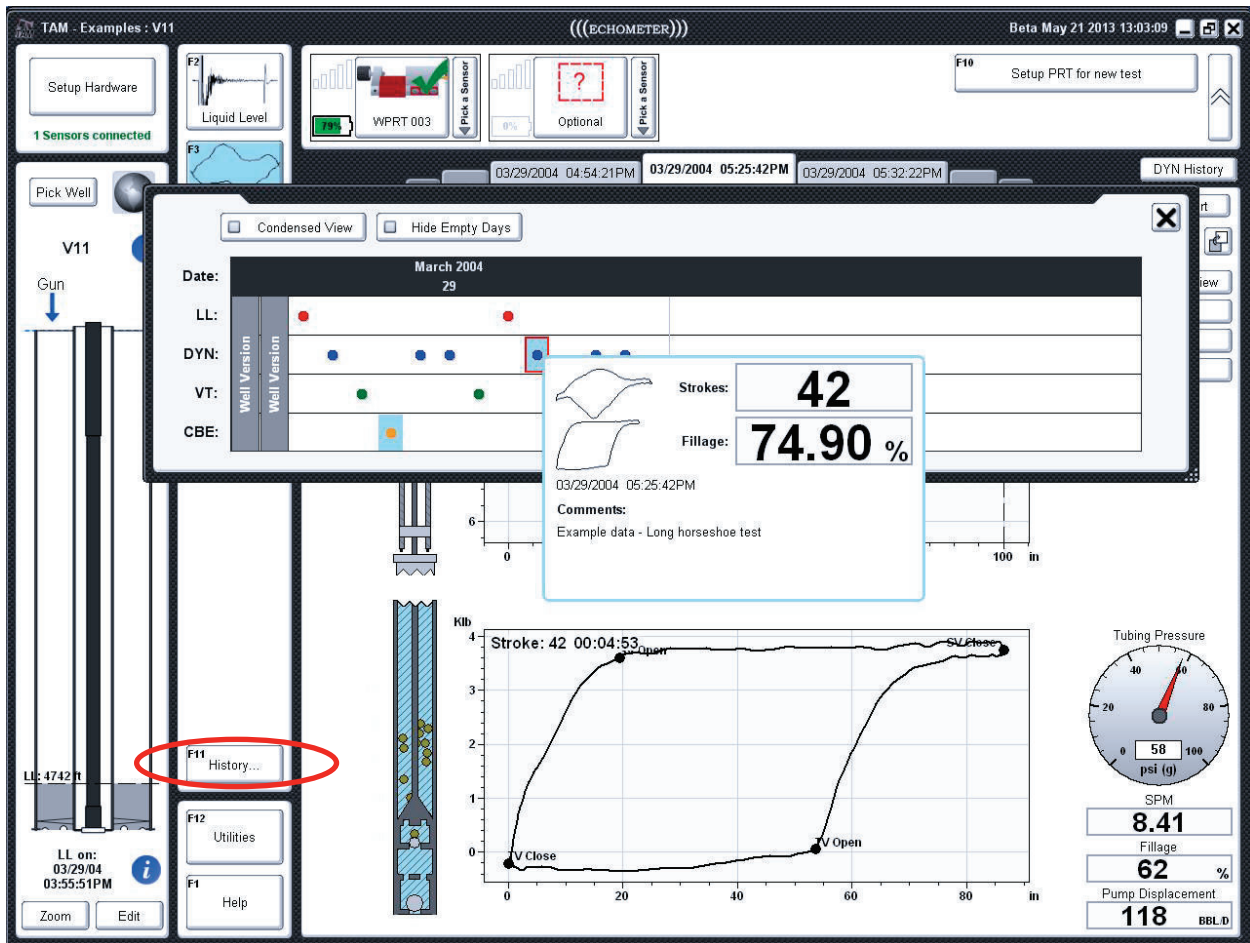 TAM - Examples : V11
(((ECHOMETER)))
Beta May 21 2013 13:03:09
Setup Hardware
1 Sensors connected
F2
Liquid Level
F3
79%
WPRT 003
Pick a Sensor
0%
?
Optional
Pick a Sensor
F10
Setup PRT for new test
03/29/2004 04:54:21PM
03/29/2004 05:25:42PM
03/29/2004 05:32:22PM
DYN History
Pick Well
V11
Gun
rt
iew
Condensed View
Hide Empty Days
X
Date:
March 2004
29
LL:
DYN:
VT:
CBE:
Well Version
Well Version
Strokes:
42
Fillage:
74.90 %
03/29/2004 05:25:42PM
Comments:
Example data - Long horseshoe test
6
0
100 in
Klb
4
3
2
1
0
Stroke: 42 00:04:53
Open
SV Close
V Close
TV Open
0 20 40 60 80 in
Tubing Pressure
0 20 40 60 80 100
58
psi (g)
SPM
8.41
Fillage
62 %
Pump Displacement
118 BBL/D
LL: 4742 ft
LL on:
03/29/04
03:55:51PM
i
Zoom
Edit
F11
History...
F12
Utilities
F1
Help